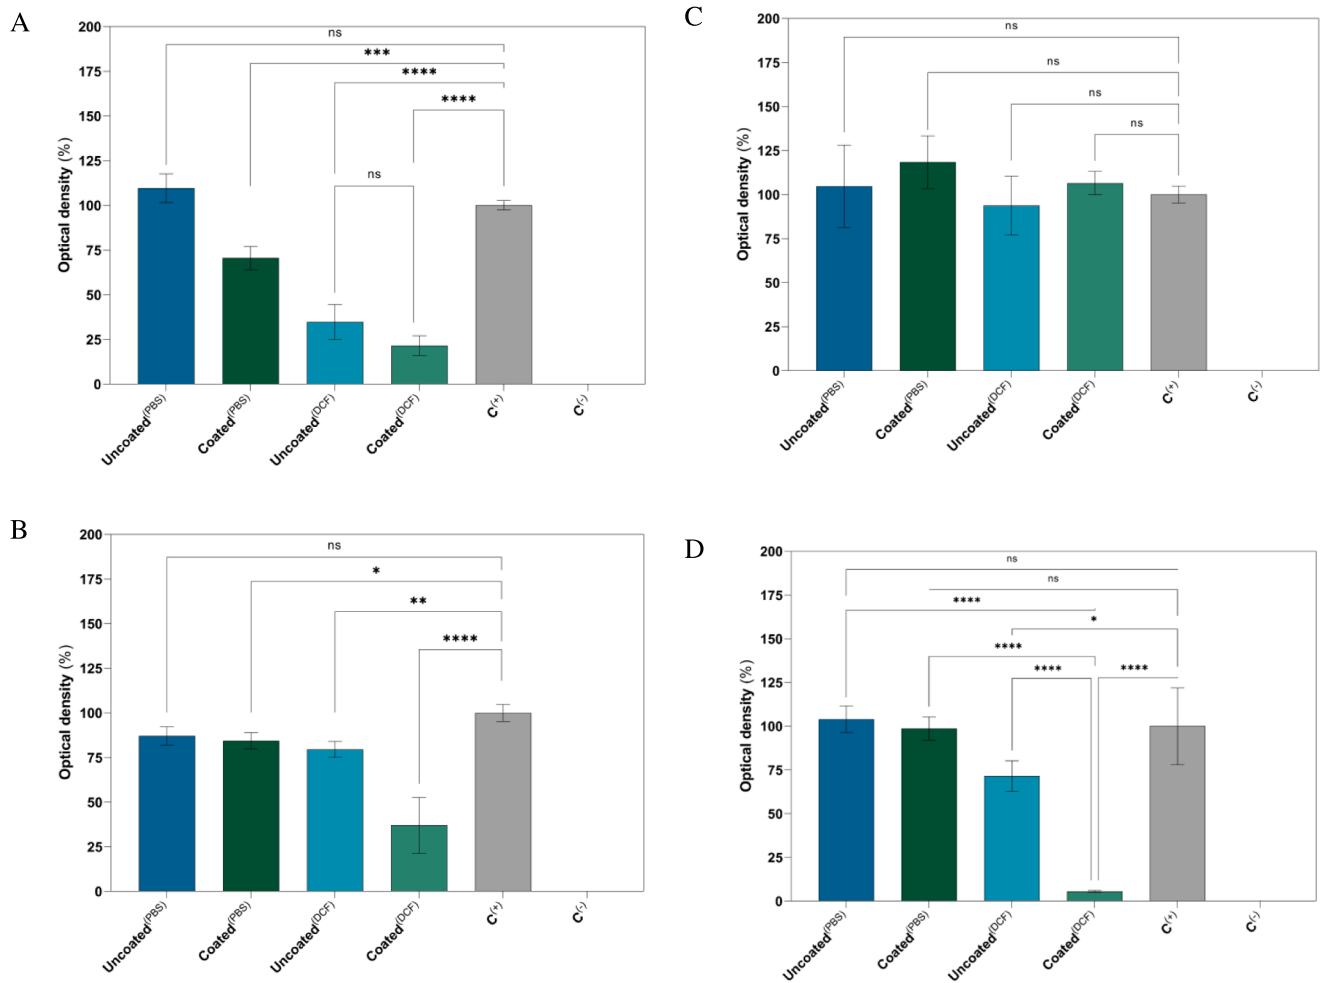 A
Optical density (%)
200
175
150
125
100
75
50
25
0
ns
***
****
****
ns
Uncoated(PBS)
Coated(PBS)
Uncoated(DCF)
Coated(DCF)
C(+)
C(-)
C
Optical density (%)
200
175
150
125
100
75
50
25
0
ns
ns
ns
ns
Uncoated(PBS)
Coated(PBS)
Uncoated(DCF)
Coated(DCF)
C(+)
C(-)
B
Optical density (%)
200
175
150
125
100
75
50
25
0
ns
*
**
****
Uncoated(PBS)
Coated(PBS)
Uncoated(DCF)
Coated(DCF)
C(+)
C(-)
D
Optical density (%)
200
175
150
125
100
75
50
25
0
ns
ns
****
*
****
****
****
Uncoated(PBS)
Coated(PBS)
Uncoated(DCF)
Coated(DCF)
C(+)
C(-)